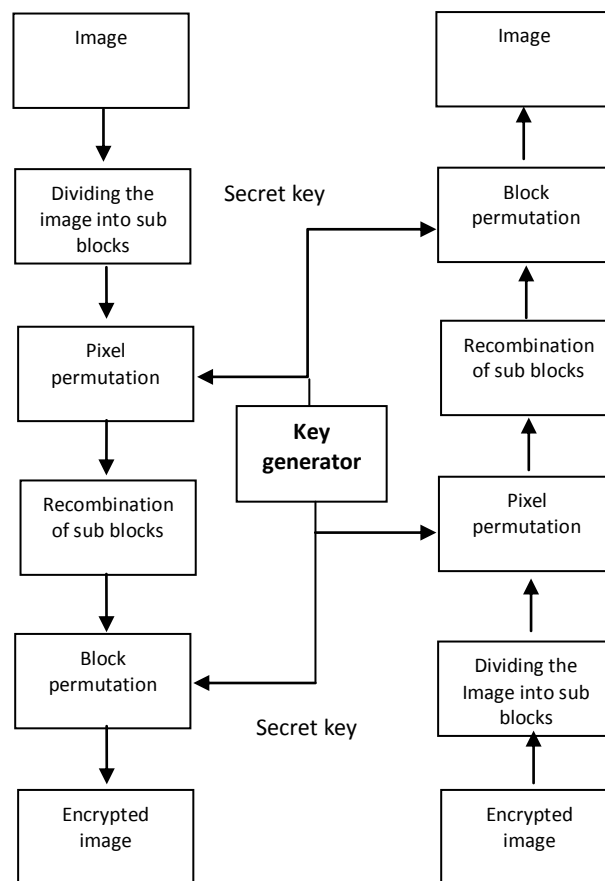 Image
Dividing the
image into sub
blocks
Pixel
permutation
Recombination
of sub blocks
Block
permutation
Encrypted
image
Secret key
Key
generator
Secret key
Image
Block
permutation
Recombination
of sub blocks
Pixel
permutation
Dividing the
Image into sub
blocks
Encrypted
image